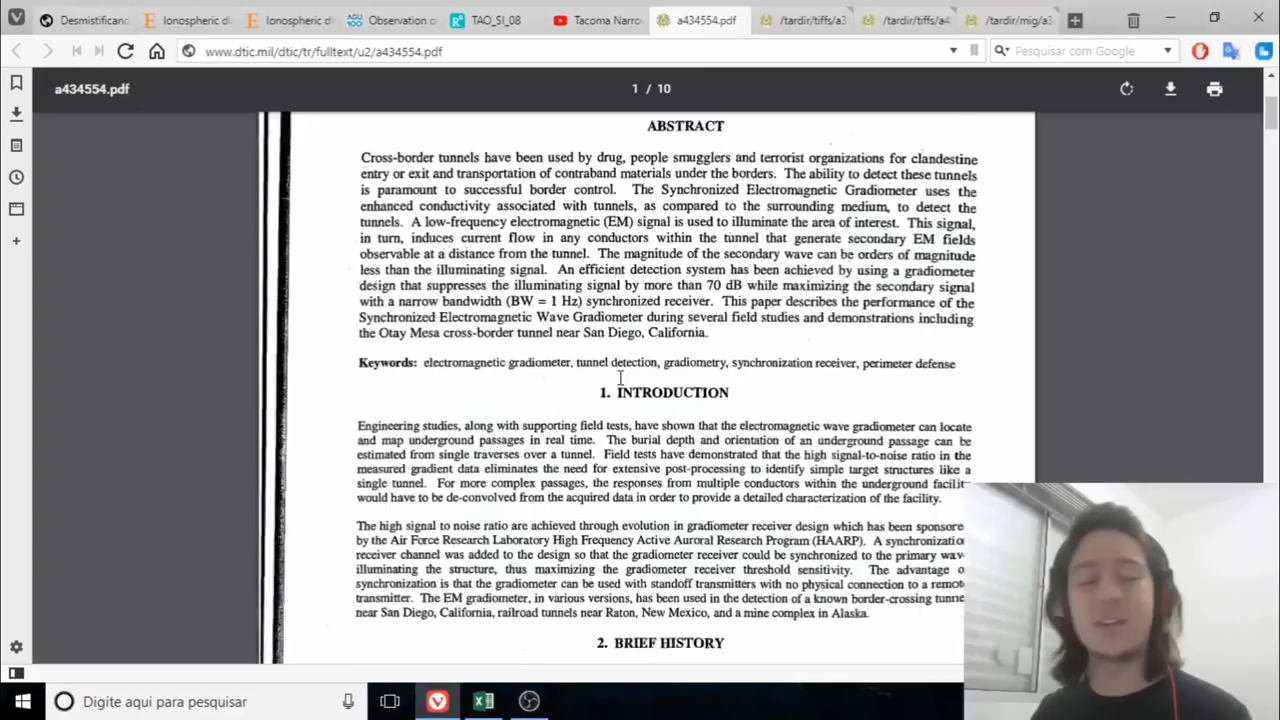 Desmistificand
Ionospheric di
Ionospheric di
Observation o
TAO_SI_08
Tacoma Narro
a434554.pdf
/tardir/tiffs/a3
/tardir/tiffs/a4
/tardir/mig/a3
www.dtic.mil/dtic/tr/fulltext/u2/a434554.pdf
Pesquisar com Google
a434554.pdf
1 / 10
ABSTRACT
Cross-border tunnels have been used by drug, people smugglers and terrorist organizations for clandestine
entry or exit and transportation of contraband materials under the borders. The ability to detect these tunnels
is paramount to successful border control. The Synchronized Electromagnetic Gradiometer uses the
enhanced conductivity associated with tunnels, as compared to the surrounding medium, to detect the
tunnels. A low-frequency electromagnetic (EM) signal is used to illuminate the area of interest. This signal,
in turn, induces current flow in any conductors within the tunnel that generate secondary EM fields
observable at a distance from the tunnel. The magnitude of the secondary wave can be orders of magnitude
less than the illuminating signal. An efficient detection system has been achieved by using a gradiometer
design that suppresses the illuminating signal by more than 70 dB while maximizing the secondary signal
with a narrow bandwidth (BW = 1 Hz) synchronized receiver. This paper describes the performance of the
Synchronized Electromagnetic Wave Gradiometer during several field studies and demonstrations including
the Otay Mesa cross-border tunnel near San Diego, California.
Keywords: electromagnetic gradiometer, tunnel detection, gradiometry, synchronization receiver, perimeter defense
1. INTRODUCTION
Engineering studies, along with supporting field tests, have shown that the electromagnetic wave gradiometer can locate
and map underground passages in real time. The burial depth and orientation of an underground passage can be
estimated from single traverses over a tunnel. Field tests have demonstrated that the high signal-to-noise ratio in the
measured gradient data eliminates the need for extensive post-processing to identify simple target structures like a
single tunnel. For more complex passages, the responses from multiple conductors within the underground facilit
would have to be de-convolved from the acquired data in order to provide a detailed characterization of the facility.
The high signal to noise ratio are achieved through evolution in gradiometer receiver design which has been sponsore
by the Air Force Research Laboratory High Frequency Active Auroral Research Program (HAARP). A synchronizatio
receiver channel was added to the design so that the gradiometer receiver could be synchronized to the primary wav
illuminating the structure, thus maximizing the gradiometer receiver threshold sensitivity. The advantage o
synchronization is that the gradiometer can be used with standoff transmitters with no physical connection to a remot
transmitter. The EM gradiometer, in various versions, has been used in the detection of a known border-crossing tunne
near San Diego, California, railroad tunnels near Raton, New Mexico, and a mine complex in Alaska.
2. BRIEF HISTORY
Digite aqui para pesquisar